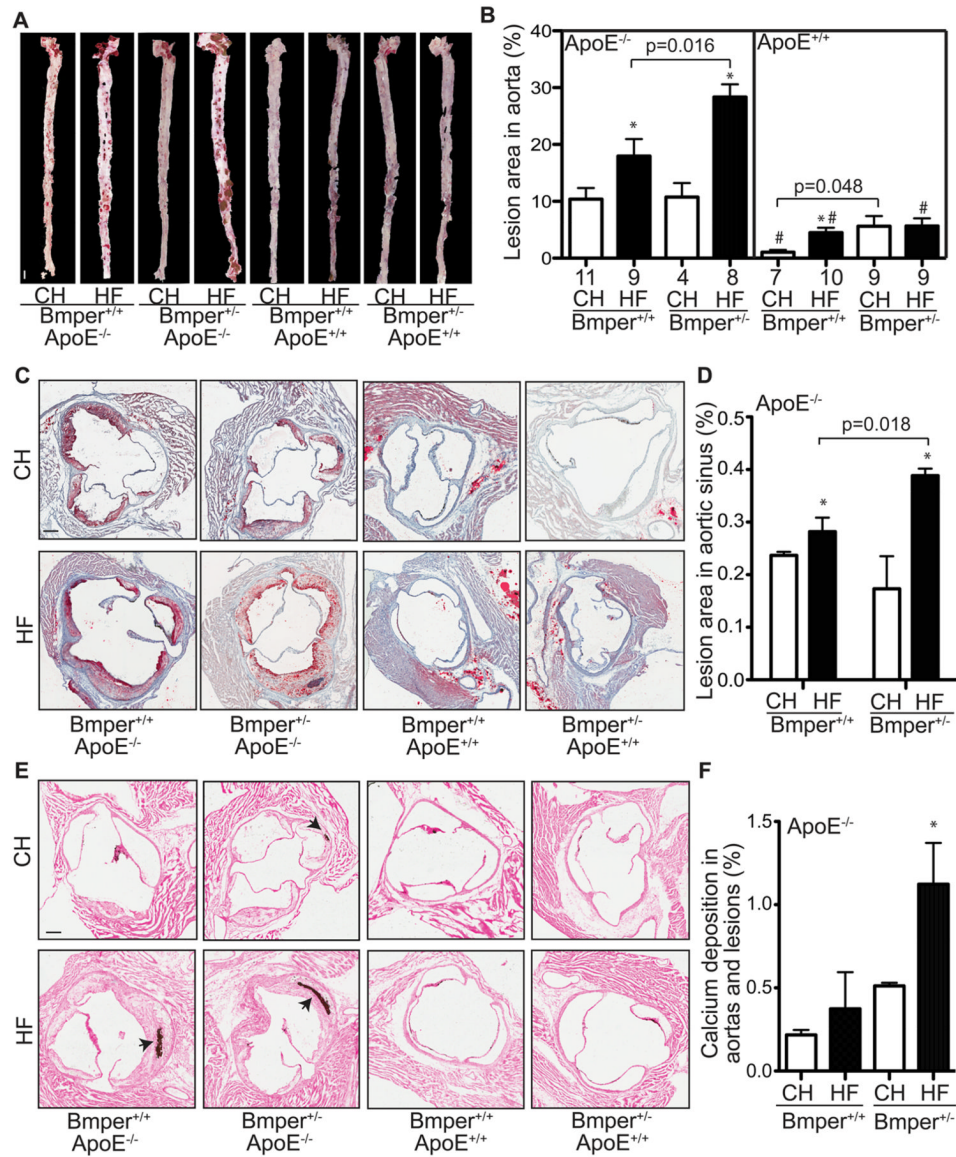 A
CH HF CH HF CH HF CH HF
Bmper+/+ Bmper+/- Bmper+/+ Bmper+/-
ApoE-/- ApoE-/- ApoE+/+ ApoE+/+
B
Lesion area in aorta (%)
40
30
20
10
0
ApoE-/- ApoE+/+
p=0.016
* *
p=0.048
# *# #
11 9 4 8 7 10 9 9
CH HF CH HF CH HF CH HF
Bmper+/+ Bmper+/- Bmper+/+ Bmper+/-
C
CH
HF
Bmper+/+ Bmper+/- Bmper+/+ Bmper+/-
ApoE-/- ApoE-/- ApoE+/+ ApoE+/+
D
Lesion area in aortic sinus (%)
0.5
0.4
0.3
0.2
0.1
0.0
ApoE-/-
p=0.018
* *
CH HF CH HF
Bmper+/+ Bmper+/-
E
CH
HF
Bmper+/+ Bmper+/- Bmper+/+ Bmper+/-
ApoE-/- ApoE-/- ApoE+/+ ApoE+/+
F
Calcium deposition in
aortas and lesions (%)
1.5
1.0
0.5
0.0
ApoE-/-
*
CH HF CH HF
Bmper+/+ Bmper+/-